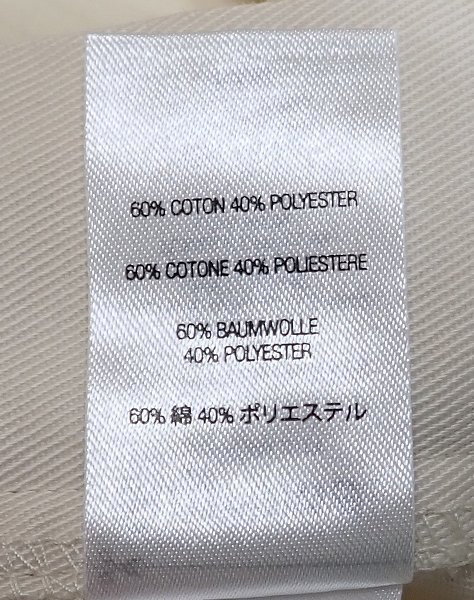 60% COTON 40% POLYESTER
60% COTONE 40% POLIESTERE
60% BAUMWOLLE
40% POLYESTER
60% 綿 40% ポリエステル